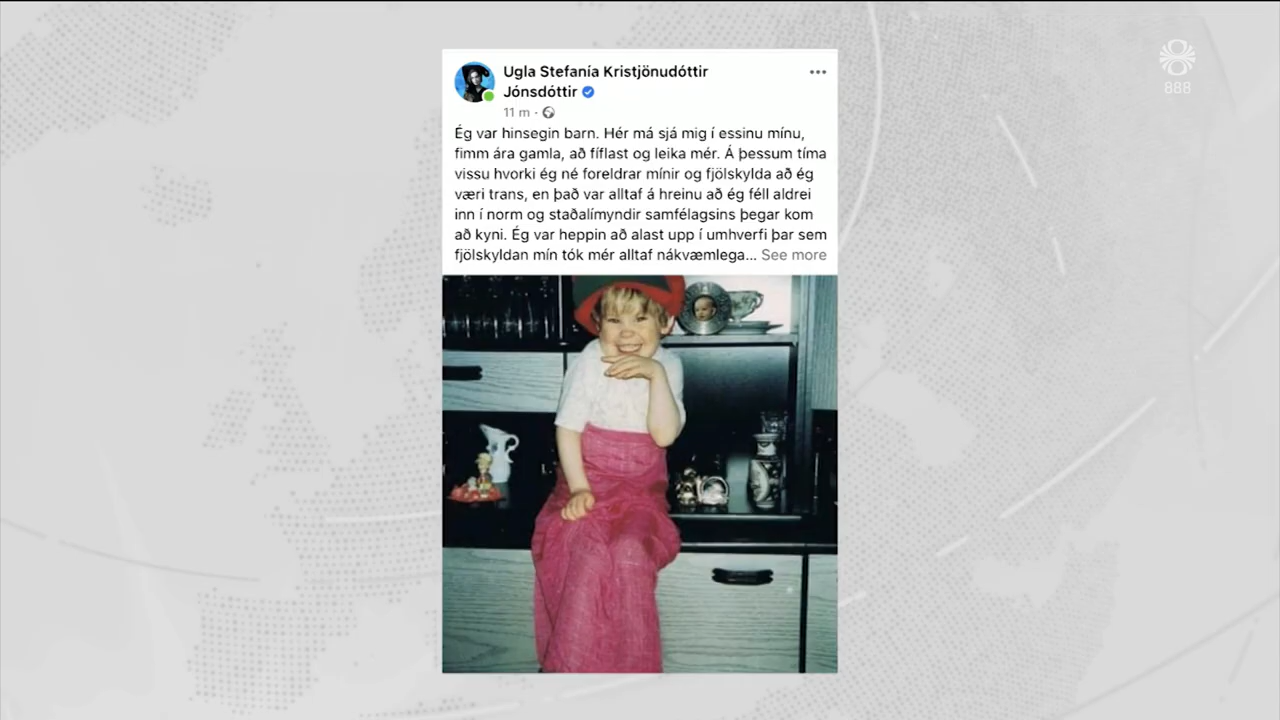 Ugla Stefanía Kristjönudóttir
Jónsdóttir
11 m ·
Ég var hinsegin barn. Hér má sjá mig í essinu mínu,
fimm ára gamla, að fíflast og leika mér. Á þessum tíma
vissu hvorki ég né foreldrar mínir og fjölskylda að ég
væri trans, en það var alltaf á hreinu að ég féll aldrei
inn í norm og staðalímyndir samfélagsins þegar kom
að kyni. Ég var heppin að alast upp í umhverfi þar sem
fjölskyldan mín tók mér alltaf nákvæmlega... See more
888